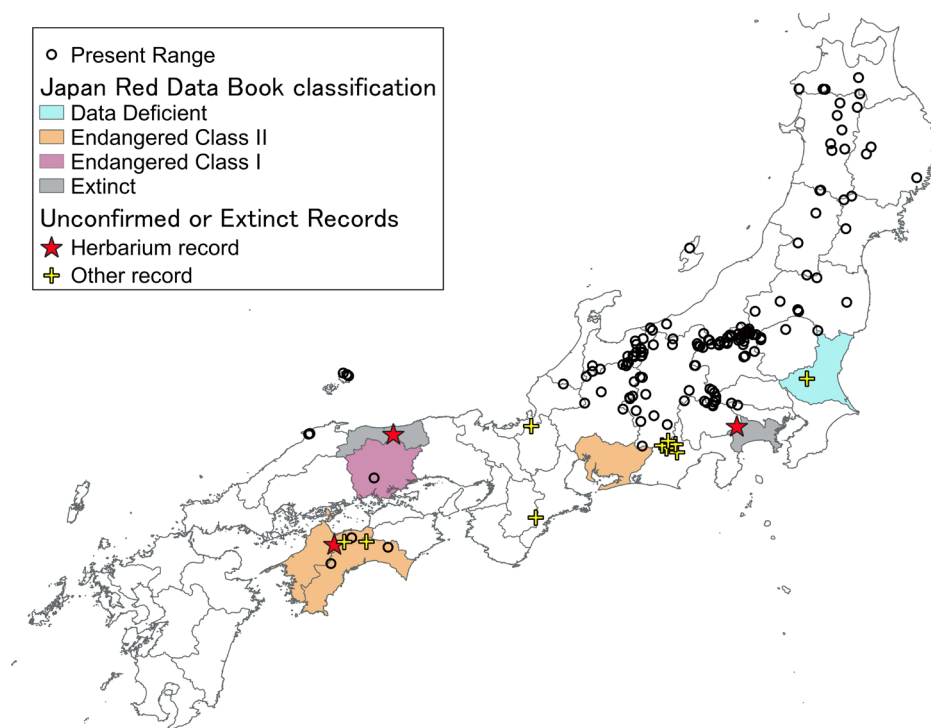 Present Range
Japan Red Data Book classification
Data Deficient
Endangered Class II
Endangered Class I
Extinct
Unconfirmed or Extinct Records
Herbarium record
Other record